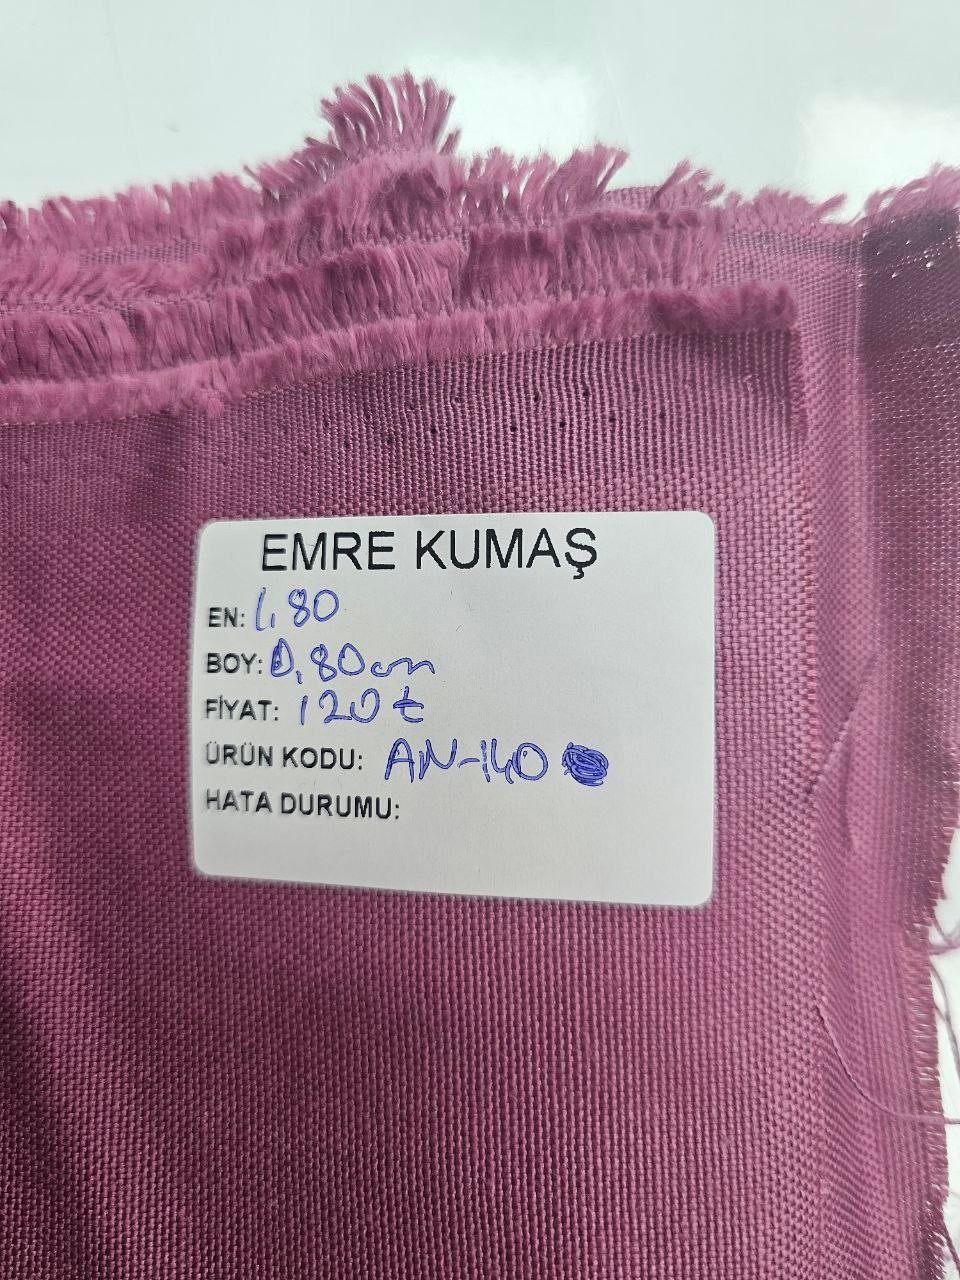 EMRE KUMAŞ
EN: 1,80
BOY: 0,80cm
FİYAT: 120 ₺
ÜRÜN KODU: AN-140
HATA DURUMU: